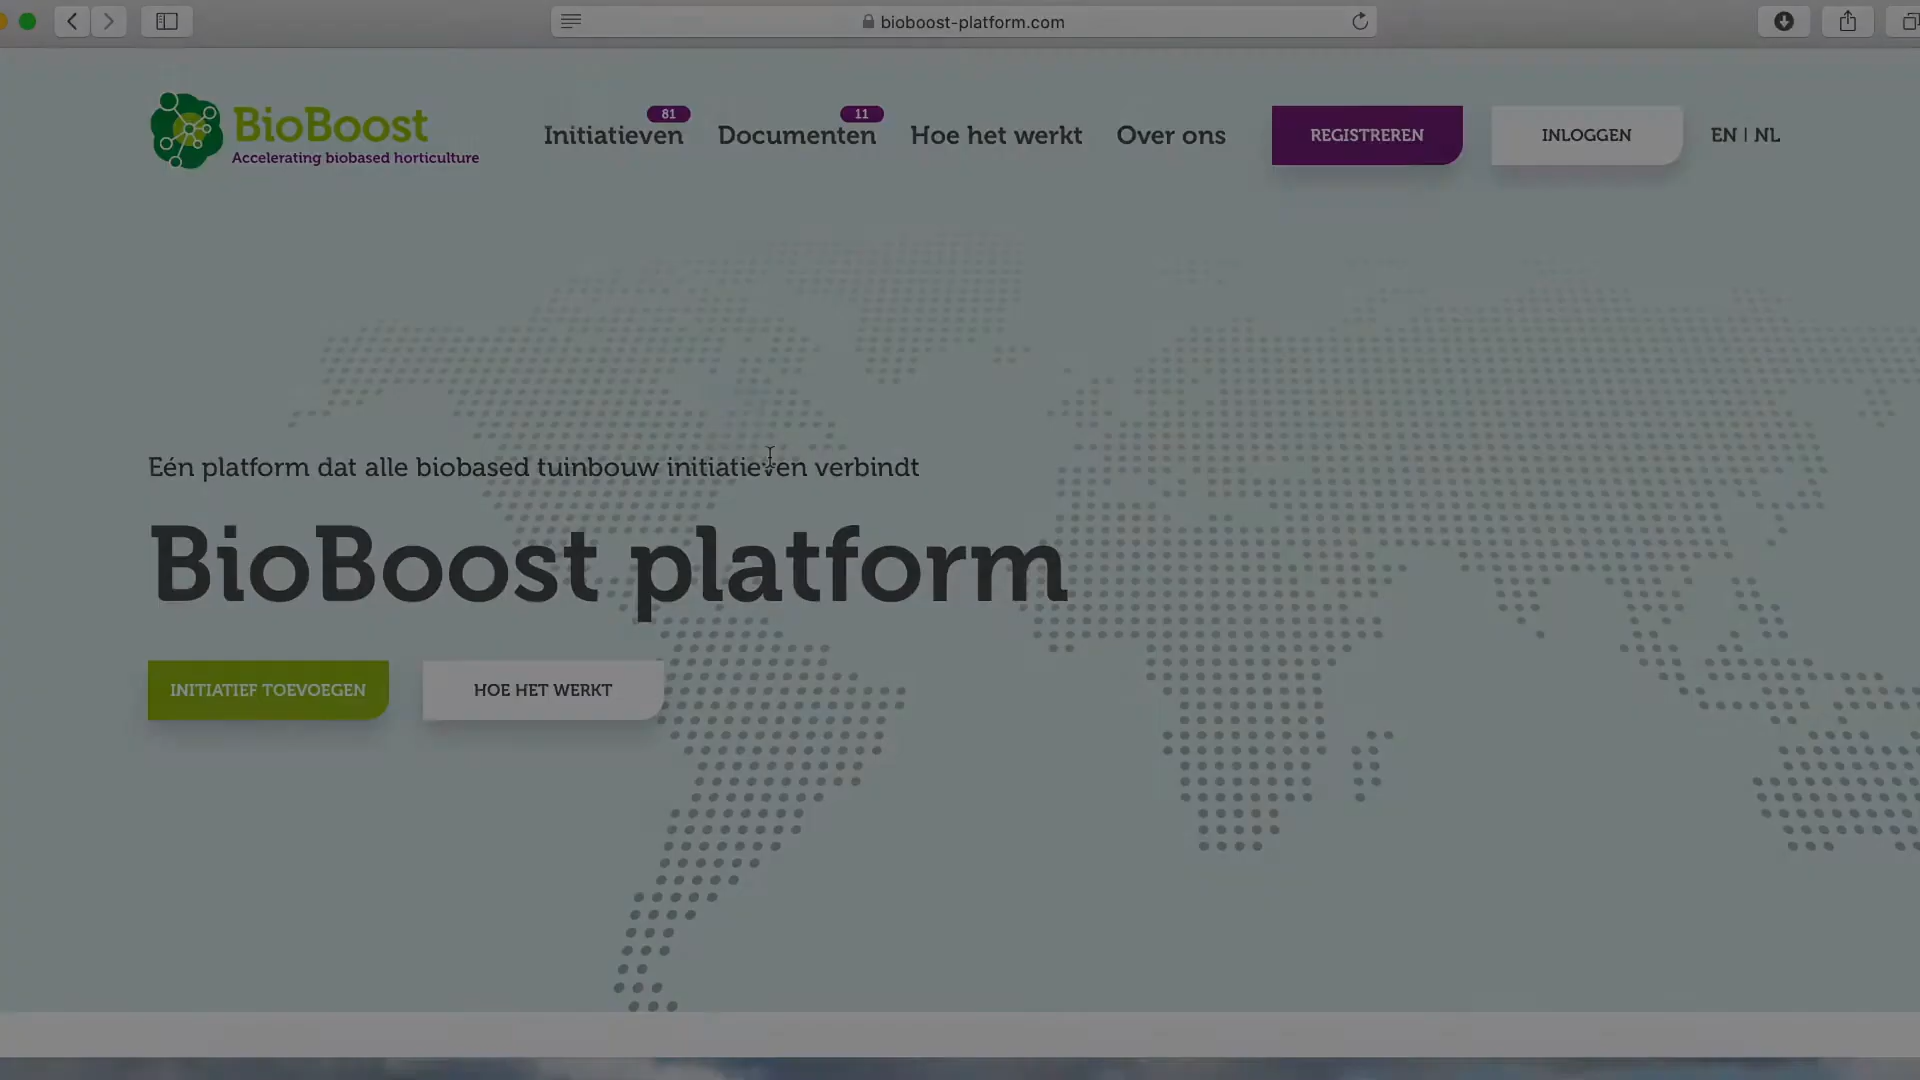 bioboost-platform.com
BioBoost
Accelerating biobased horticulture
Initiatieven 81
Documenten 11
Hoe het werkt
Over ons
REGISTREREN
INLOGGEN
EN | NL
Eén platform dat alle biobased tuinbouw initiatieven verbindt
BioBoost platform
INITIATIEF TOEVOEGEN
HOE HET WERKT